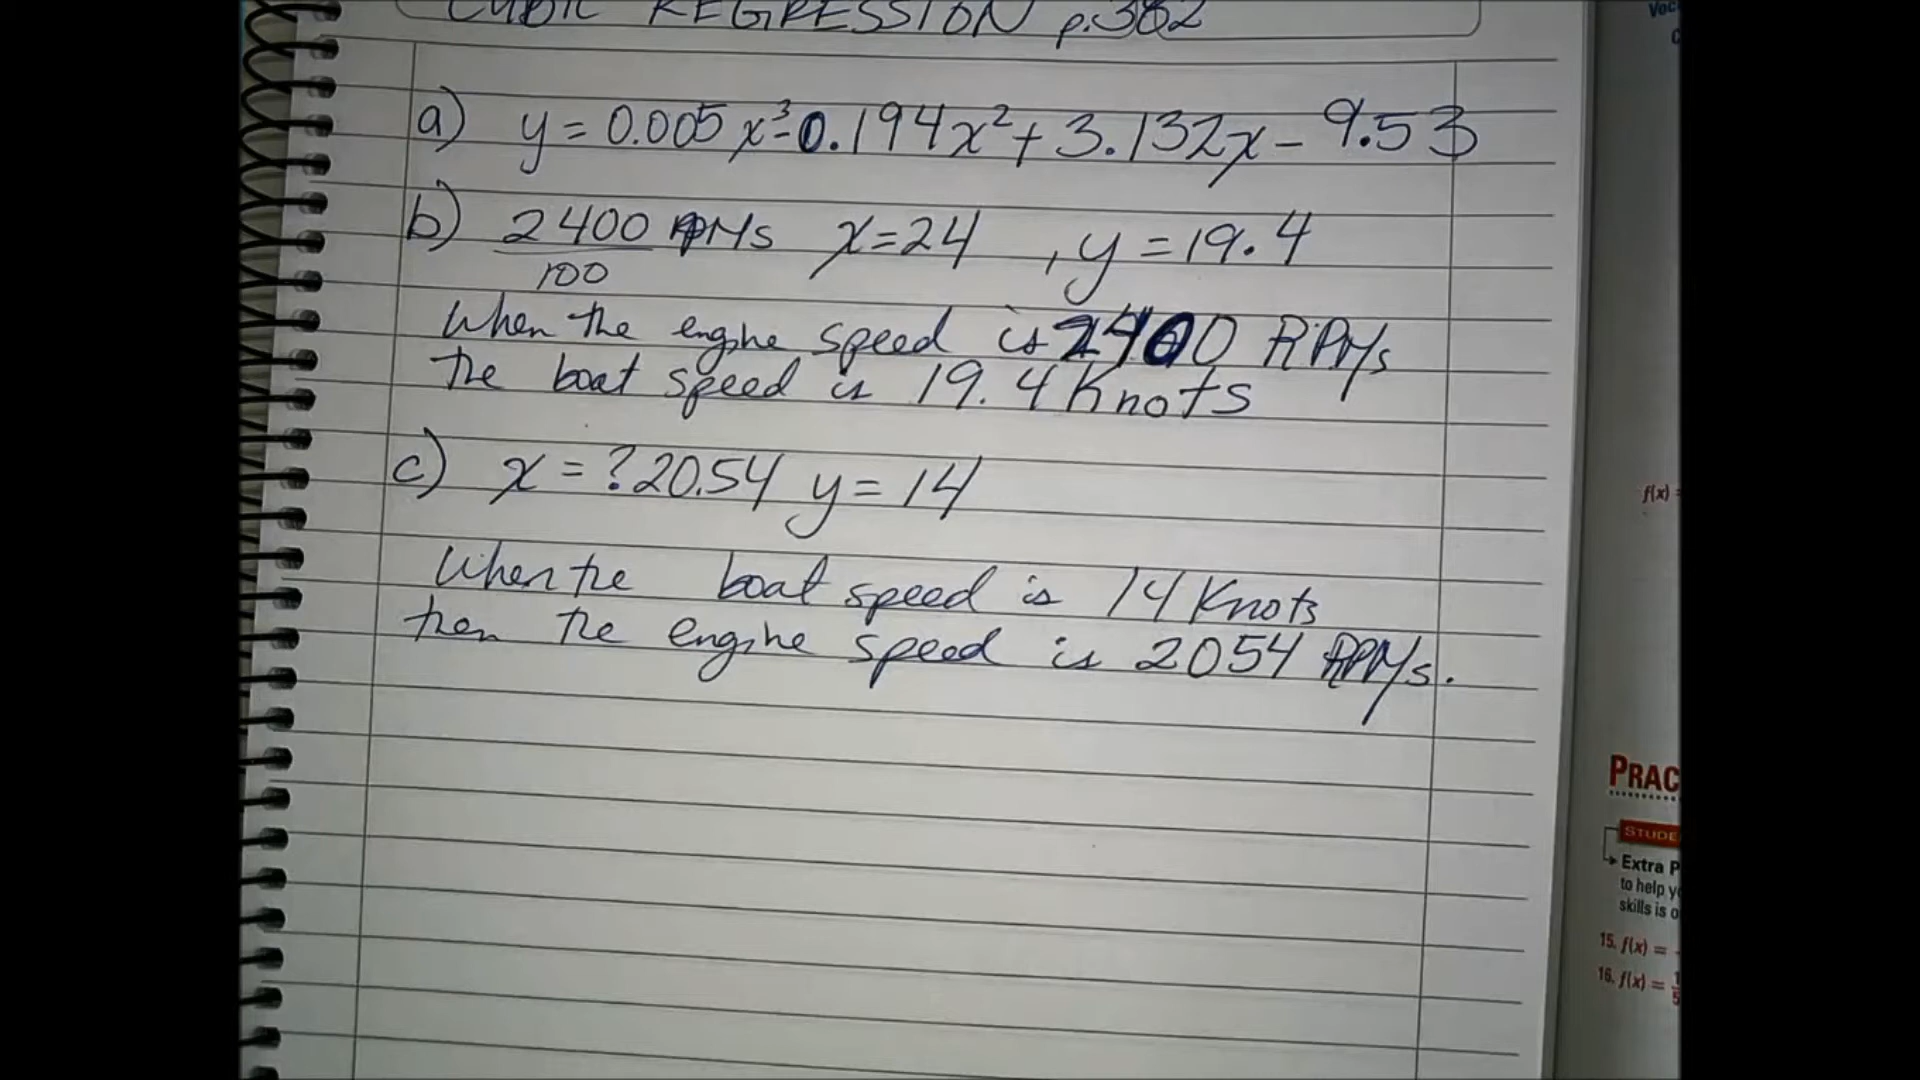 CUBIC REGRESSION p.382
a) y = 0.005x³-0.194x²+3.132x-9.53
b) 2400 RPMs x=24 , y=19.4
100
When the engine speed is 2400 RPMs
the boat speed is 19.4 Knots
c) x = ? 20.54 y = 14
When the boat speed is 14 Knots
then the engine speed is 2054 RPMs.
f(x) =
PRAC
STUDE
Extra P
to help y
skills is o
15. f(x) =
16. f(x) =